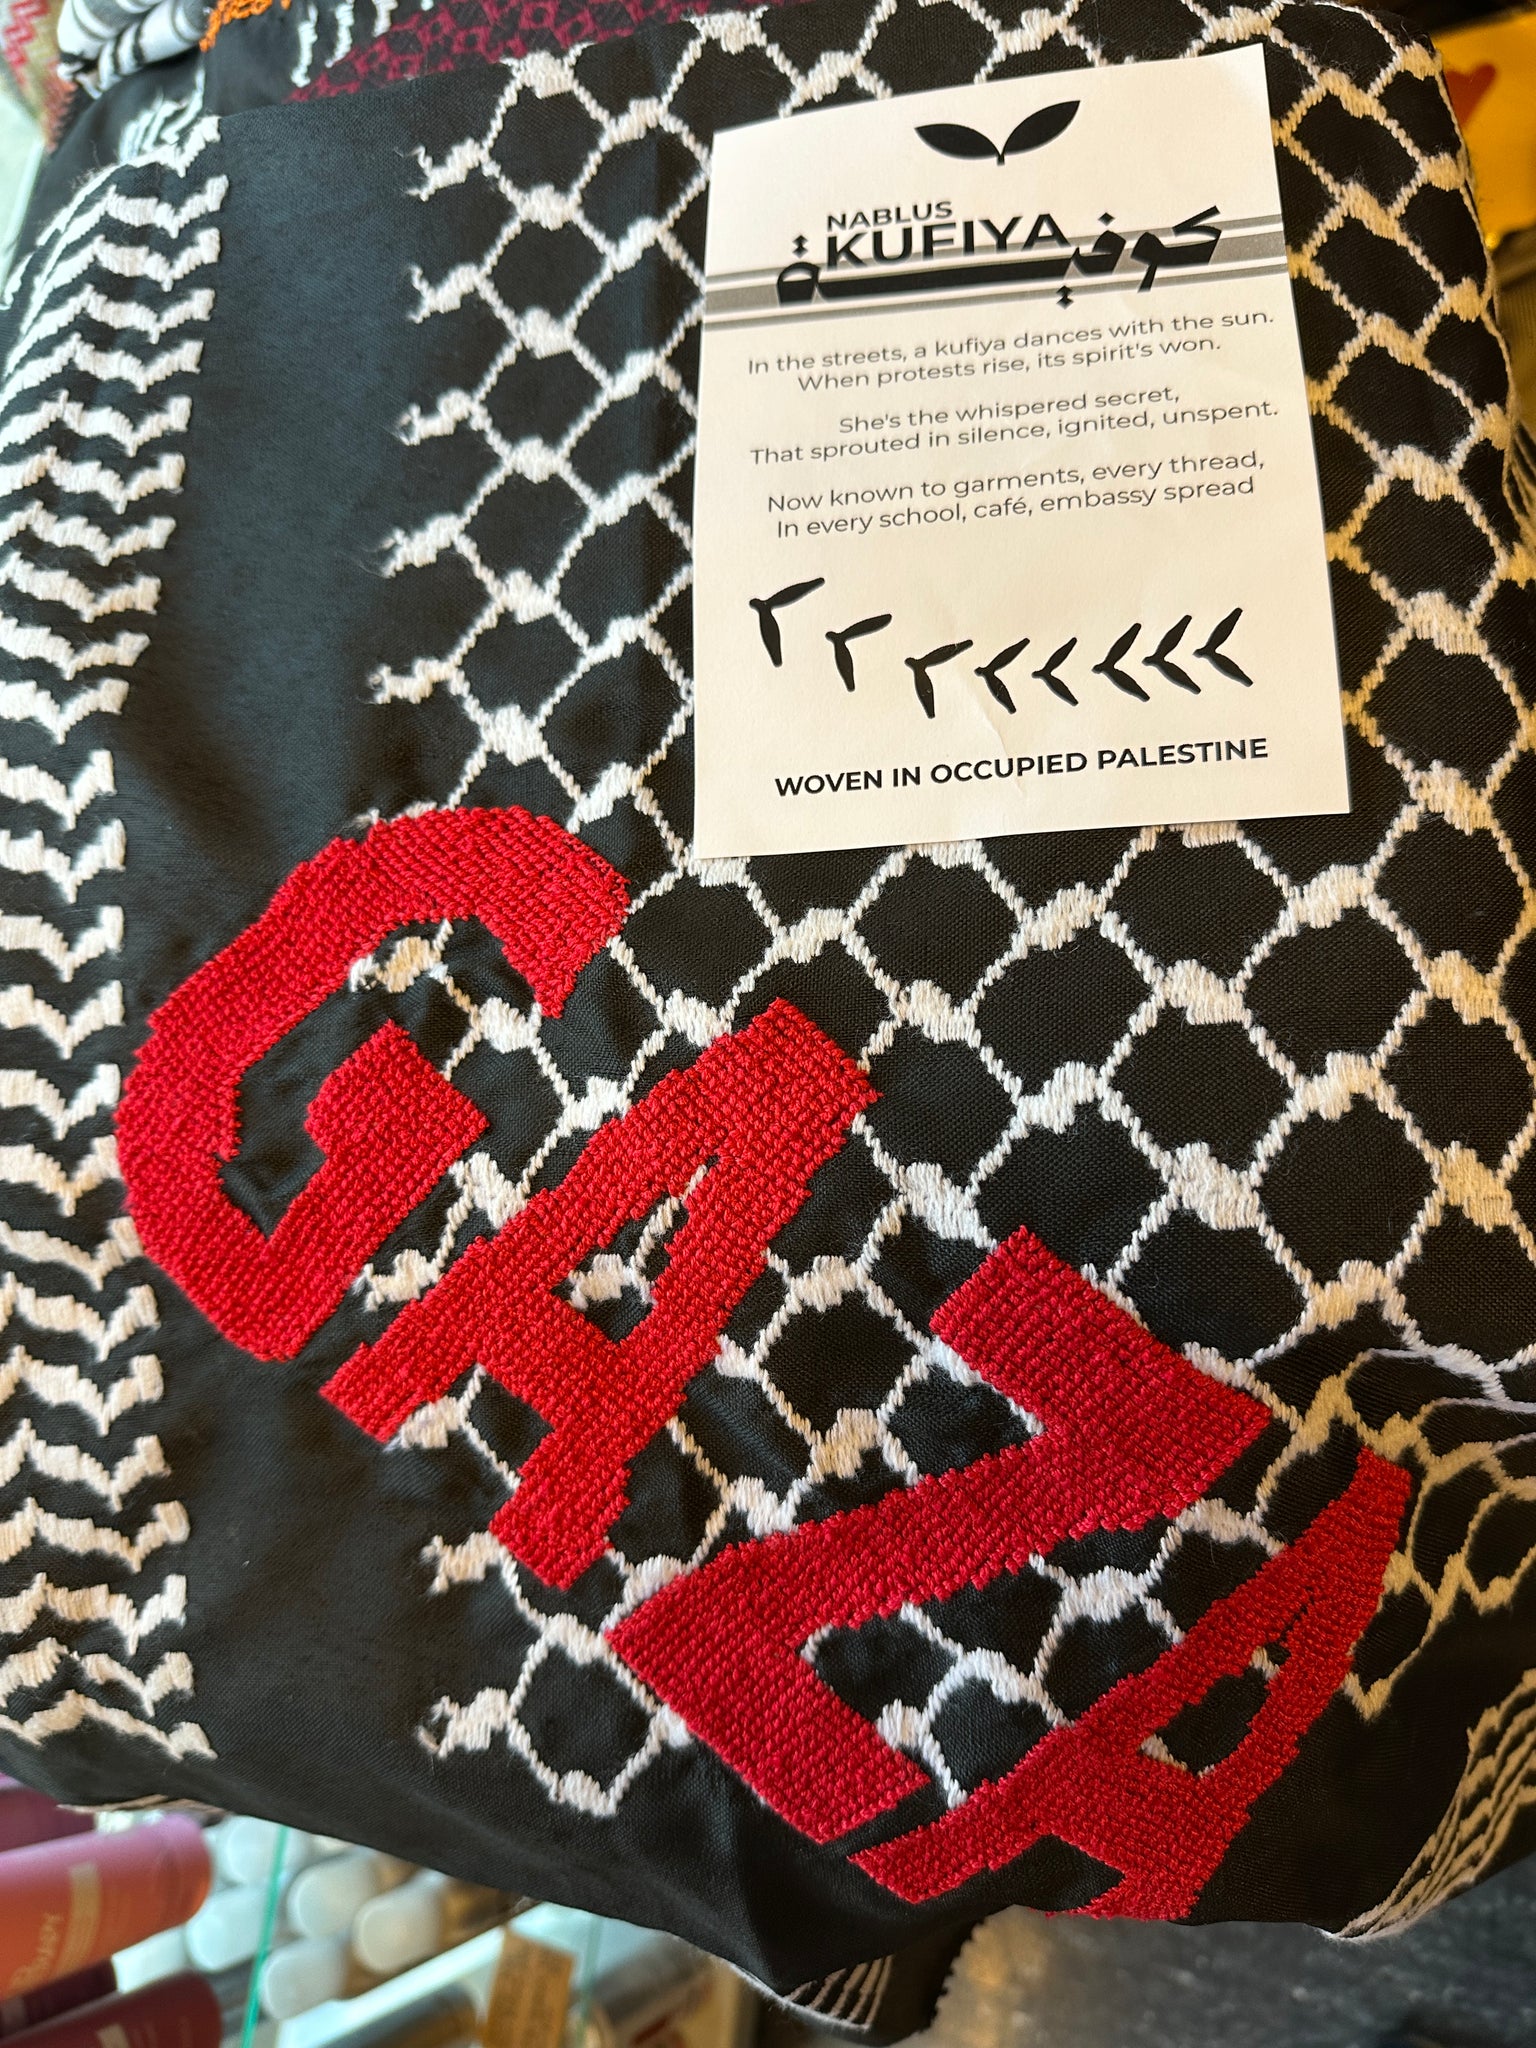 NABLUS
KUFIYA
كوفية
In the streets, a kufiya dances with the sun.
When protests rise, its spirit's won.
She's the whispered secret,
That sprouted in silence, ignited, unspent.
Now known to garments, every thread,
In every school, café, embassy spread
WOVEN IN OCCUPIED PALESTINE
GAZA